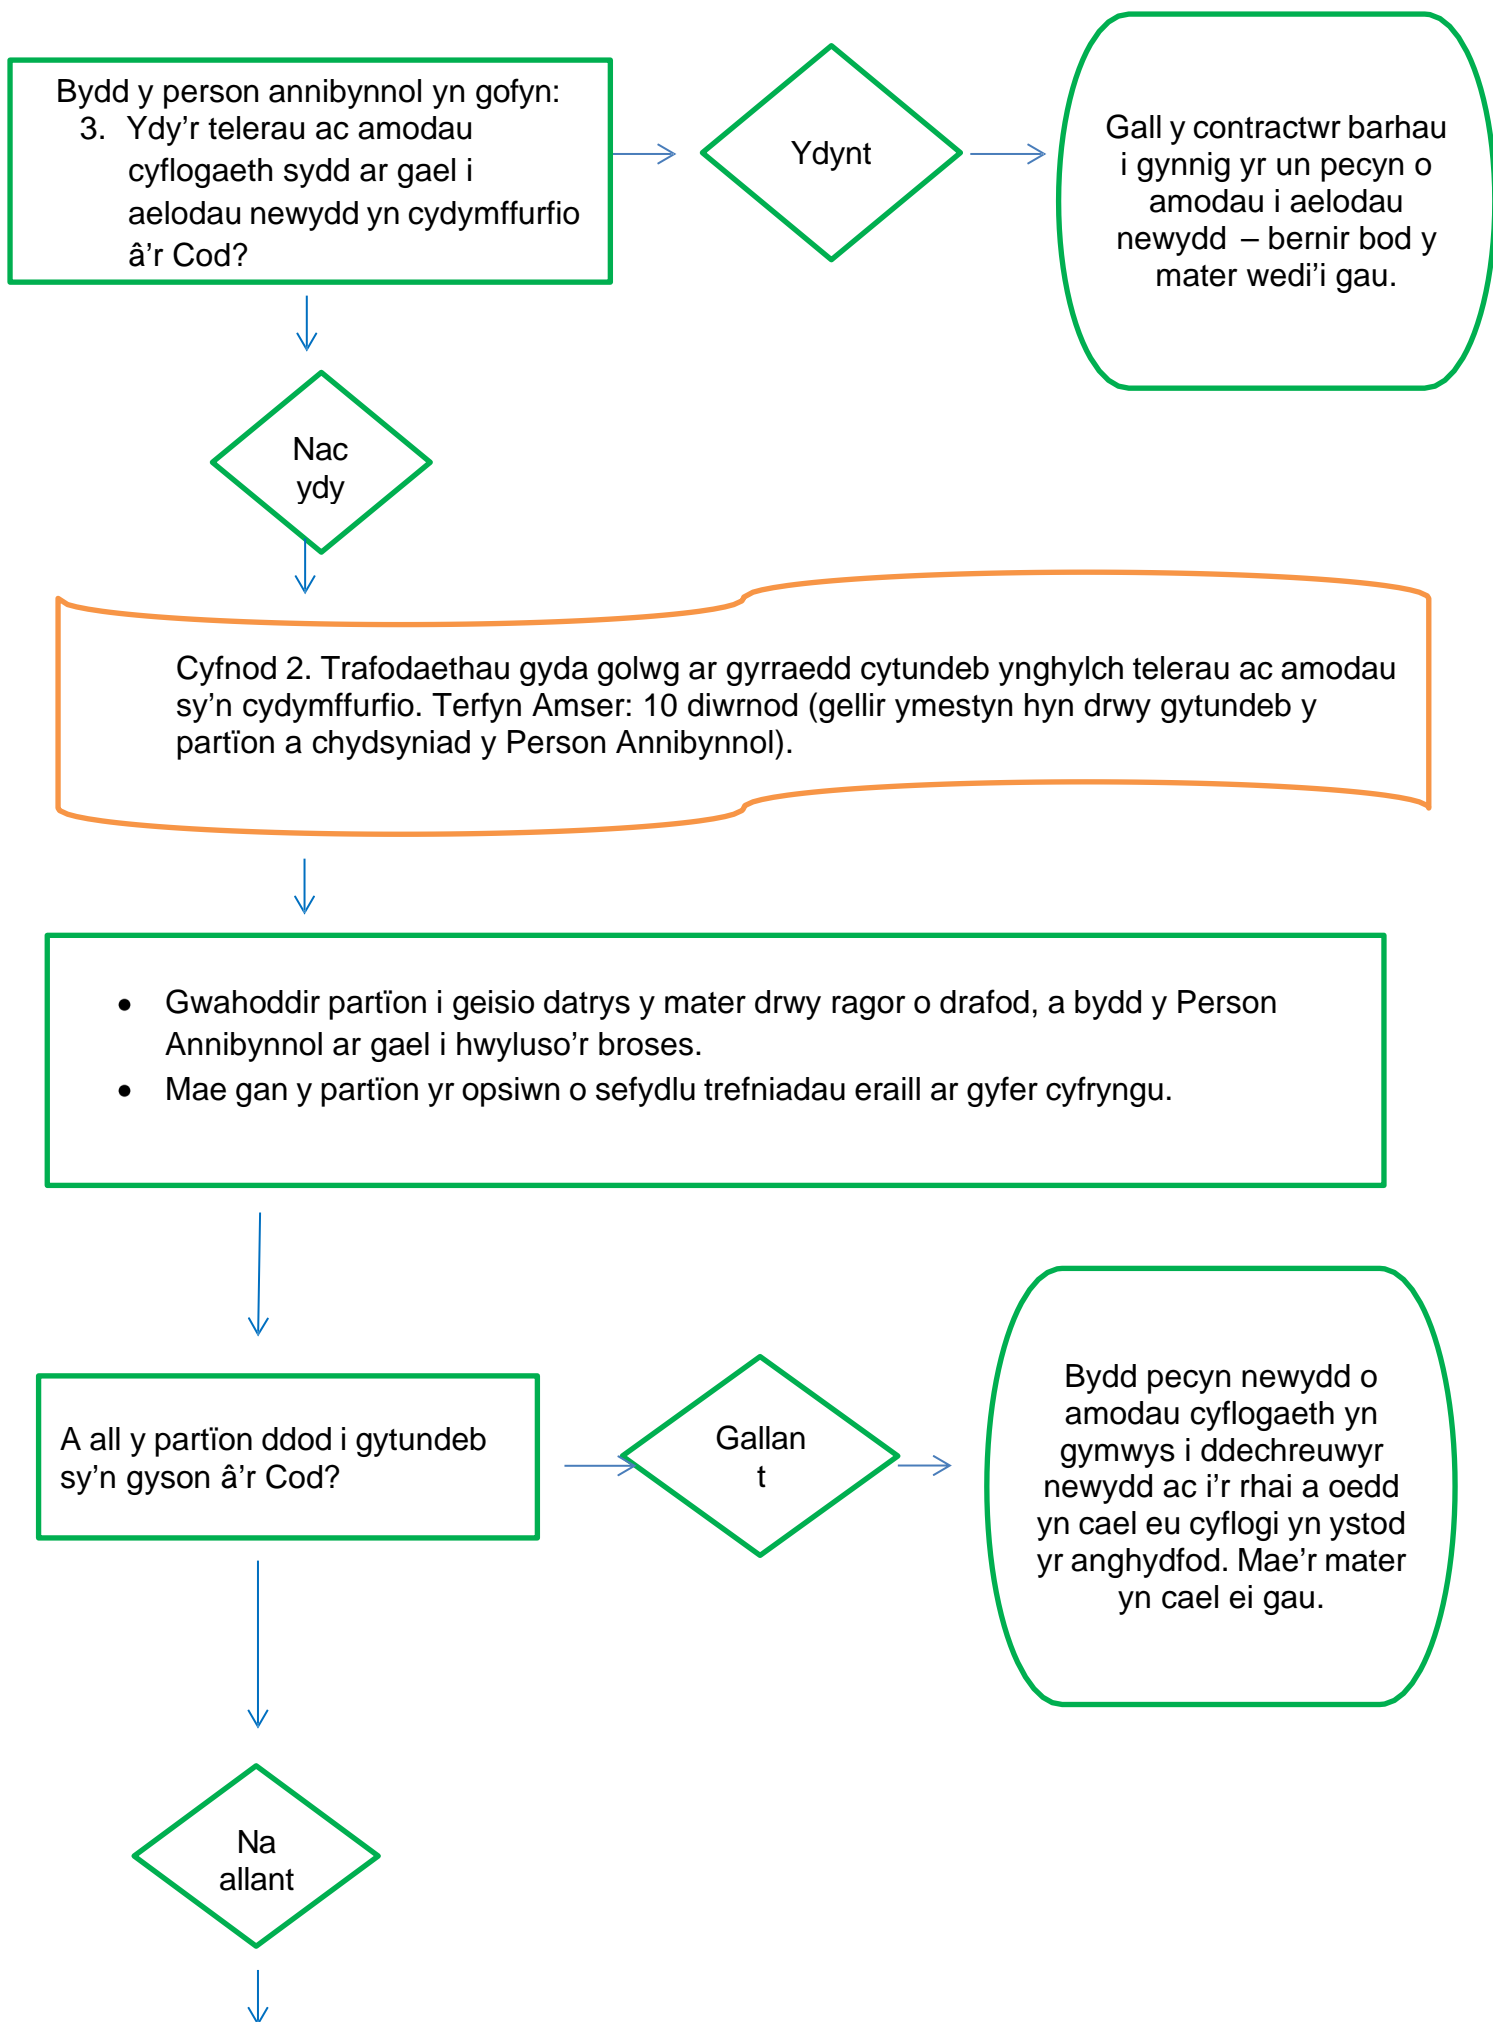 Bydd y person annibynnol yn gofyn:
3. Ydy’r telerau ac amodau
cyflogaeth sydd ar gael i
aelodau newydd yn cydymffurfio
â’r Cod?
Ydynt
Gall y contractwr barhau
i gynnig yr un pecyn o
amodau i aelodau
newydd – bernir bod y
mater wedi’i gau.
Nac
ydy
Cyfnod 2. Trafodaethau gyda golwg ar gyrraedd cytundeb ynghylch telerau ac amodau
sy’n cydymffurfio. Terfyn Amser: 10 diwrnod (gellir ymestyn hyn drwy gytundeb y
partïon a chydsyniad y Person Annibynnol).
• Gwahoddir partïon i geisio datrys y mater drwy ragor o drafod, a bydd y Person
Annibynnol ar gael i hwyluso’r broses.
• Mae gan y partïon yr opsiwn o sefydlu trefniadau eraill ar gyfer cyfryngu.
A all y partïon ddod i gytundeb
sy’n gyson â’r Cod?
Gallan
t
Bydd pecyn newydd o
amodau cyflogaeth yn
gymwys i ddechreuwyr
newydd ac i’r rhai a oedd
yn cael eu cyflogi yn ystod
yr anghydfod. Mae’r mater
yn cael ei gau.
Na
allant